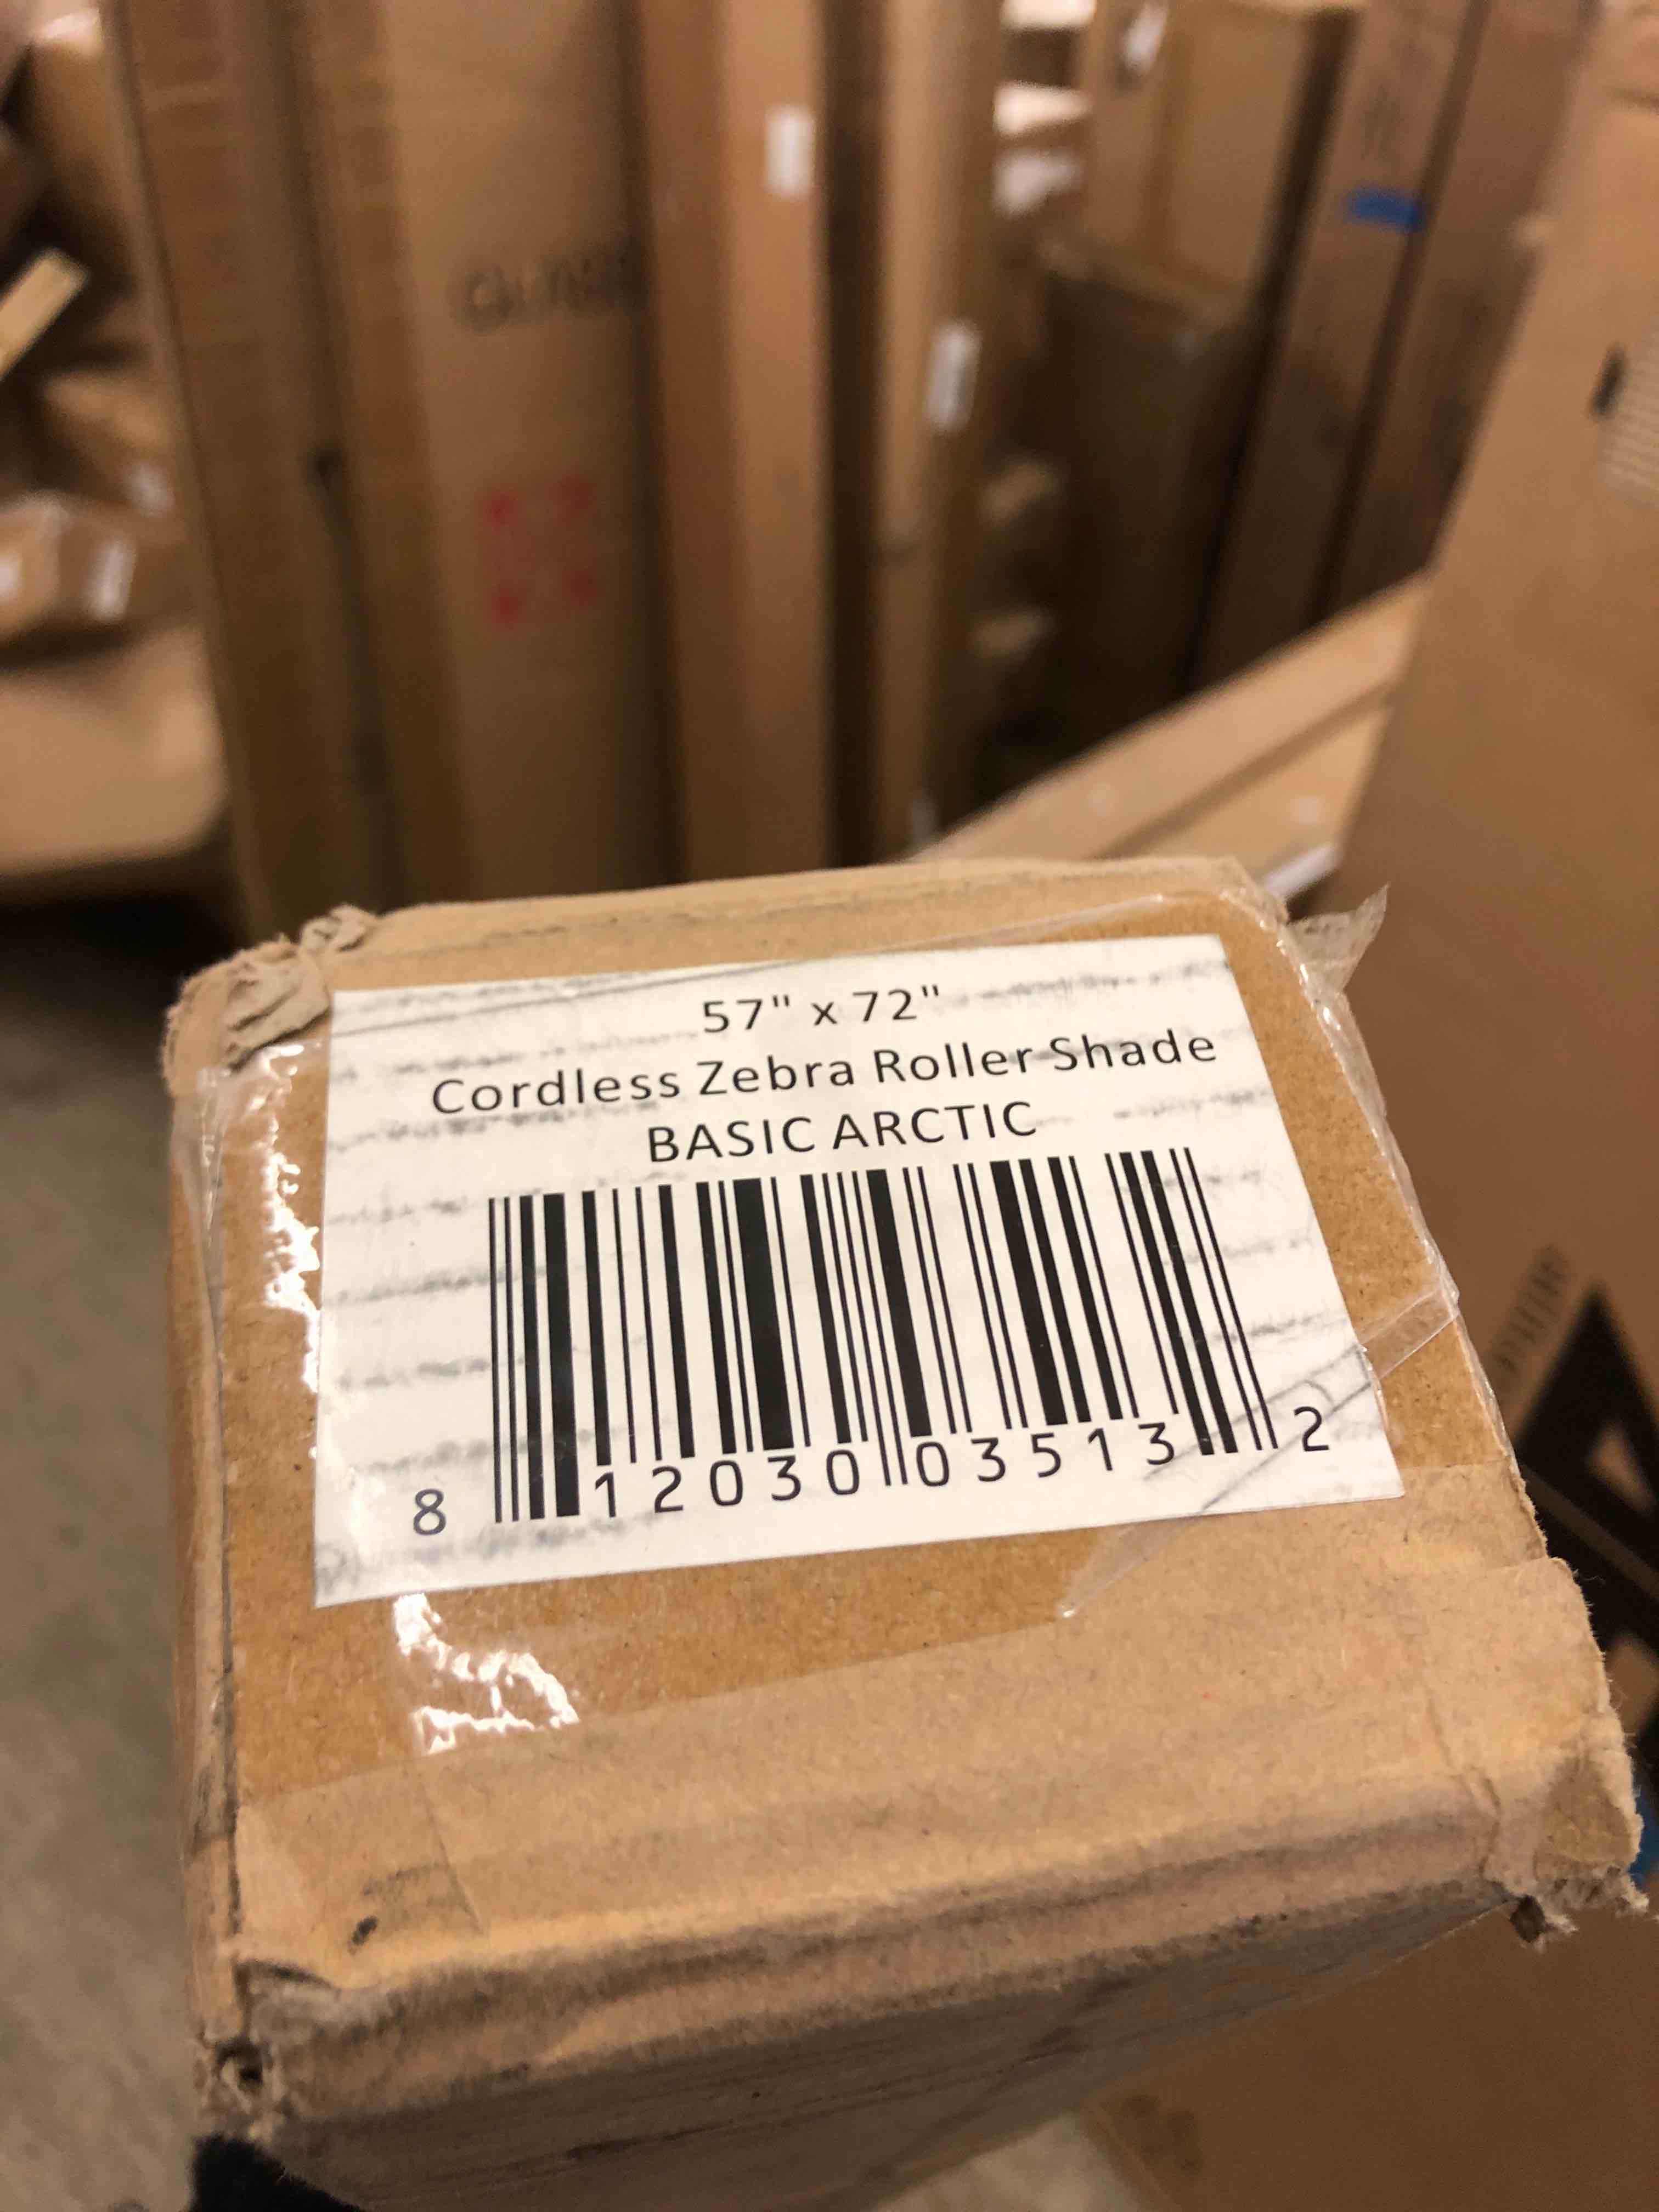 57" x 72"
Cordless Zebra Roller Shade
BASIC ARCTIC
8 12030 03513 2